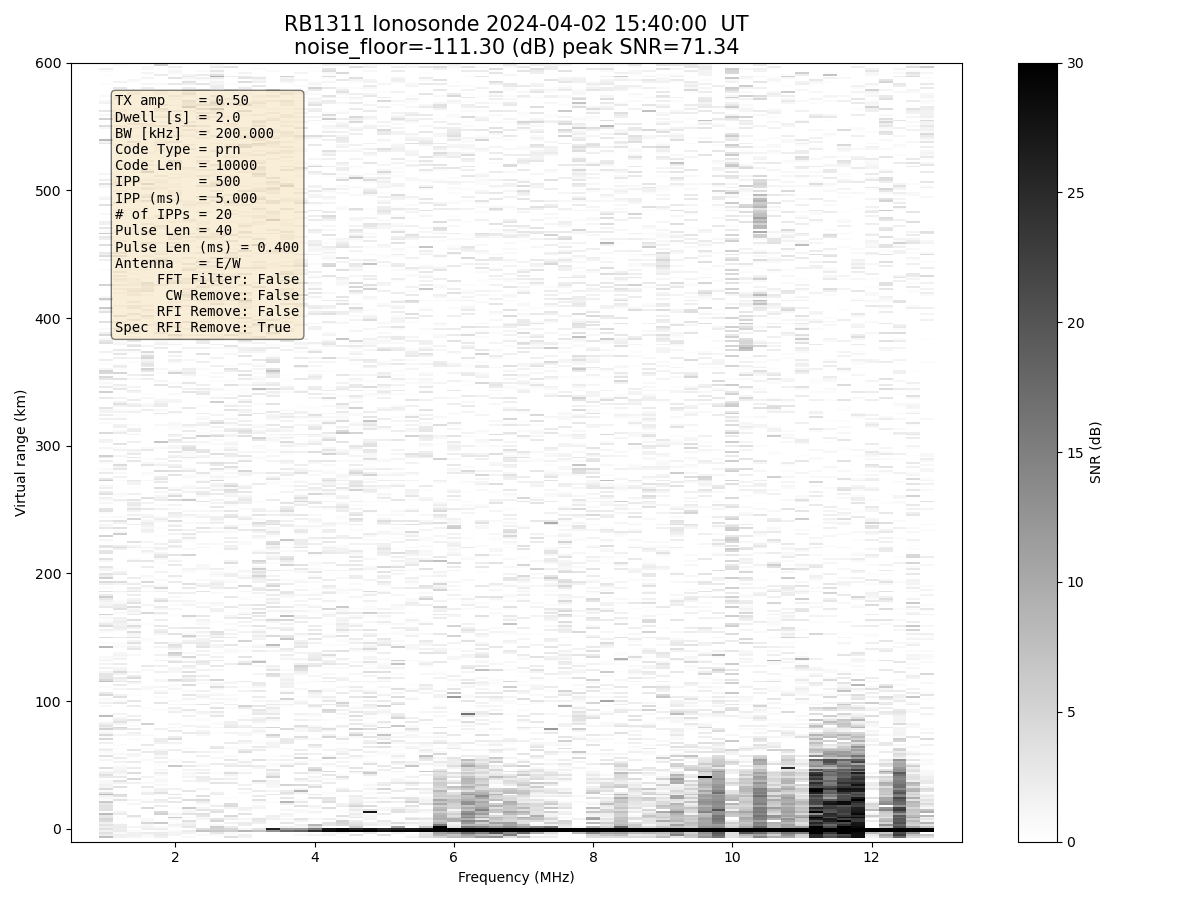 RB1311 Ionosonde 2024-04-02 15:40:00  UT
noise_floor=-111.30 (dB) peak SNR=71.34
TX amp    = 0.50
Dwell [s] = 2.0
BW [kHz]  = 200.000
Code Type = prn
Code Len  = 10000
IPP       = 500
IPP (ms)  = 5.000
# of IPPs = 20
Pulse Len = 40
Pulse Len (ms) = 0.400
Antenna   = E/W
FFT Filter: False
CW Remove: False
RFI Remove: False
Spec RFI Remove: True
600
500
400
300
200
100
0
Virtual range (km)
2
4
6
8
10
12
Frequency (MHz)
30
25
20
15
10
5
0
SNR (dB)